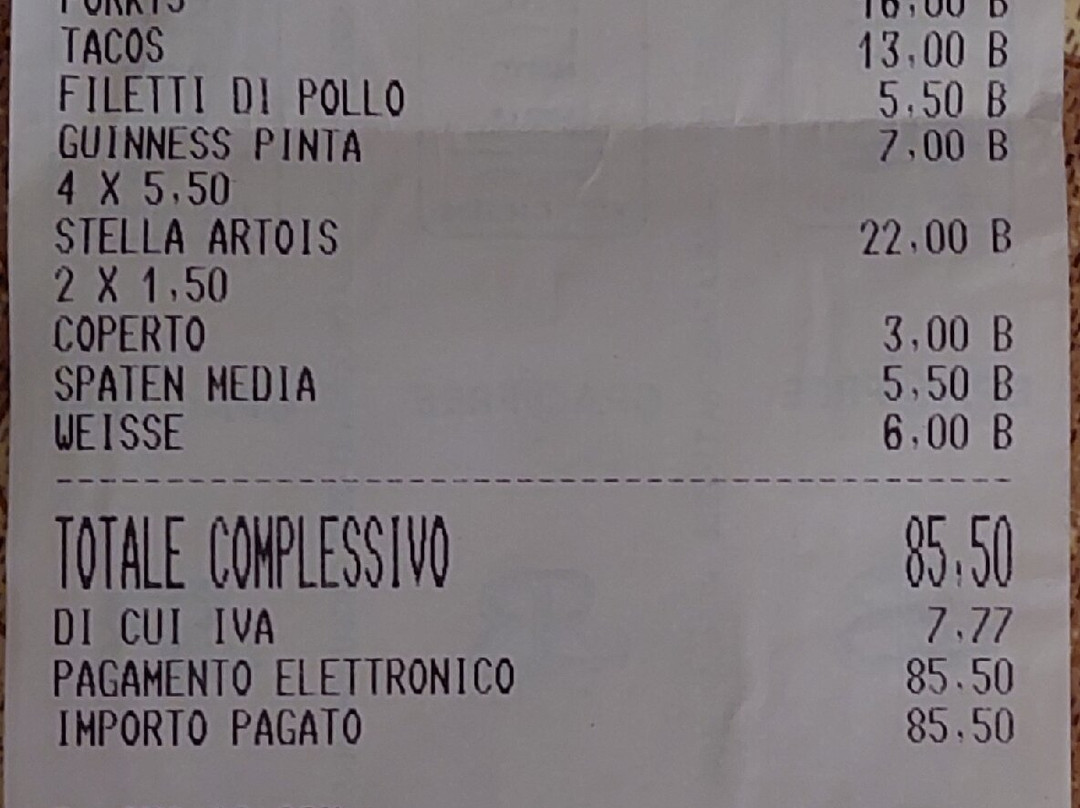 16,00 B
TACOS 13,00 B
FILETTI DI POLLO 5,50 B
GUINNESS PINTA 7,00 B
4 X 5,50
STELLA ARTOIS 22,00 B
2 X 1,50
COPERTO 3,00 B
SPATEN MEDIA 5,50 B
WEISSE 6,00 B
TOTALE COMPLESSIVO 85,50
DI CUI IVA 7,77
PAGAMENTO ELETTRONICO 85,50
IMPORTO PAGATO 85,50